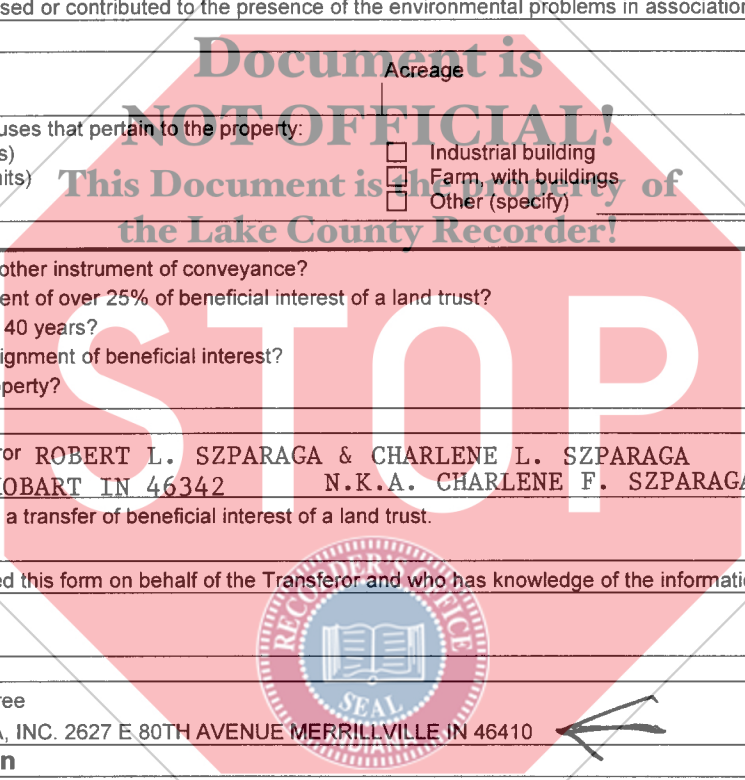 sed or contributed to the presence of the environmental problems in association
Document is
Acreage
NOT OFFICIAL!
uses that pertain to the property:
s) Industrial building
its) Farm, with buildings
This Document is the property of
Other (specify)
the Lake County Recorder!
other instrument of conveyance?
ent of over 25% of beneficial interest of a land trust?
40 years?
ignment of beneficial interest?
perty?
STOP
or ROBERT L. SZPARAGA & CHARLENE L. SZPARAGA
HOBART IN 46342 N.K.A. CHARLENE F. SZPARAGA
a transfer of beneficial interest of a land trust.
ed this form on behalf of the Transferor and who has knowledge of the informati
RECORDER'S OFFICE
SEAL
INDIANA
ree
A, INC. 2627 E 80TH AVENUE MERRILLVILLE IN 46410
n